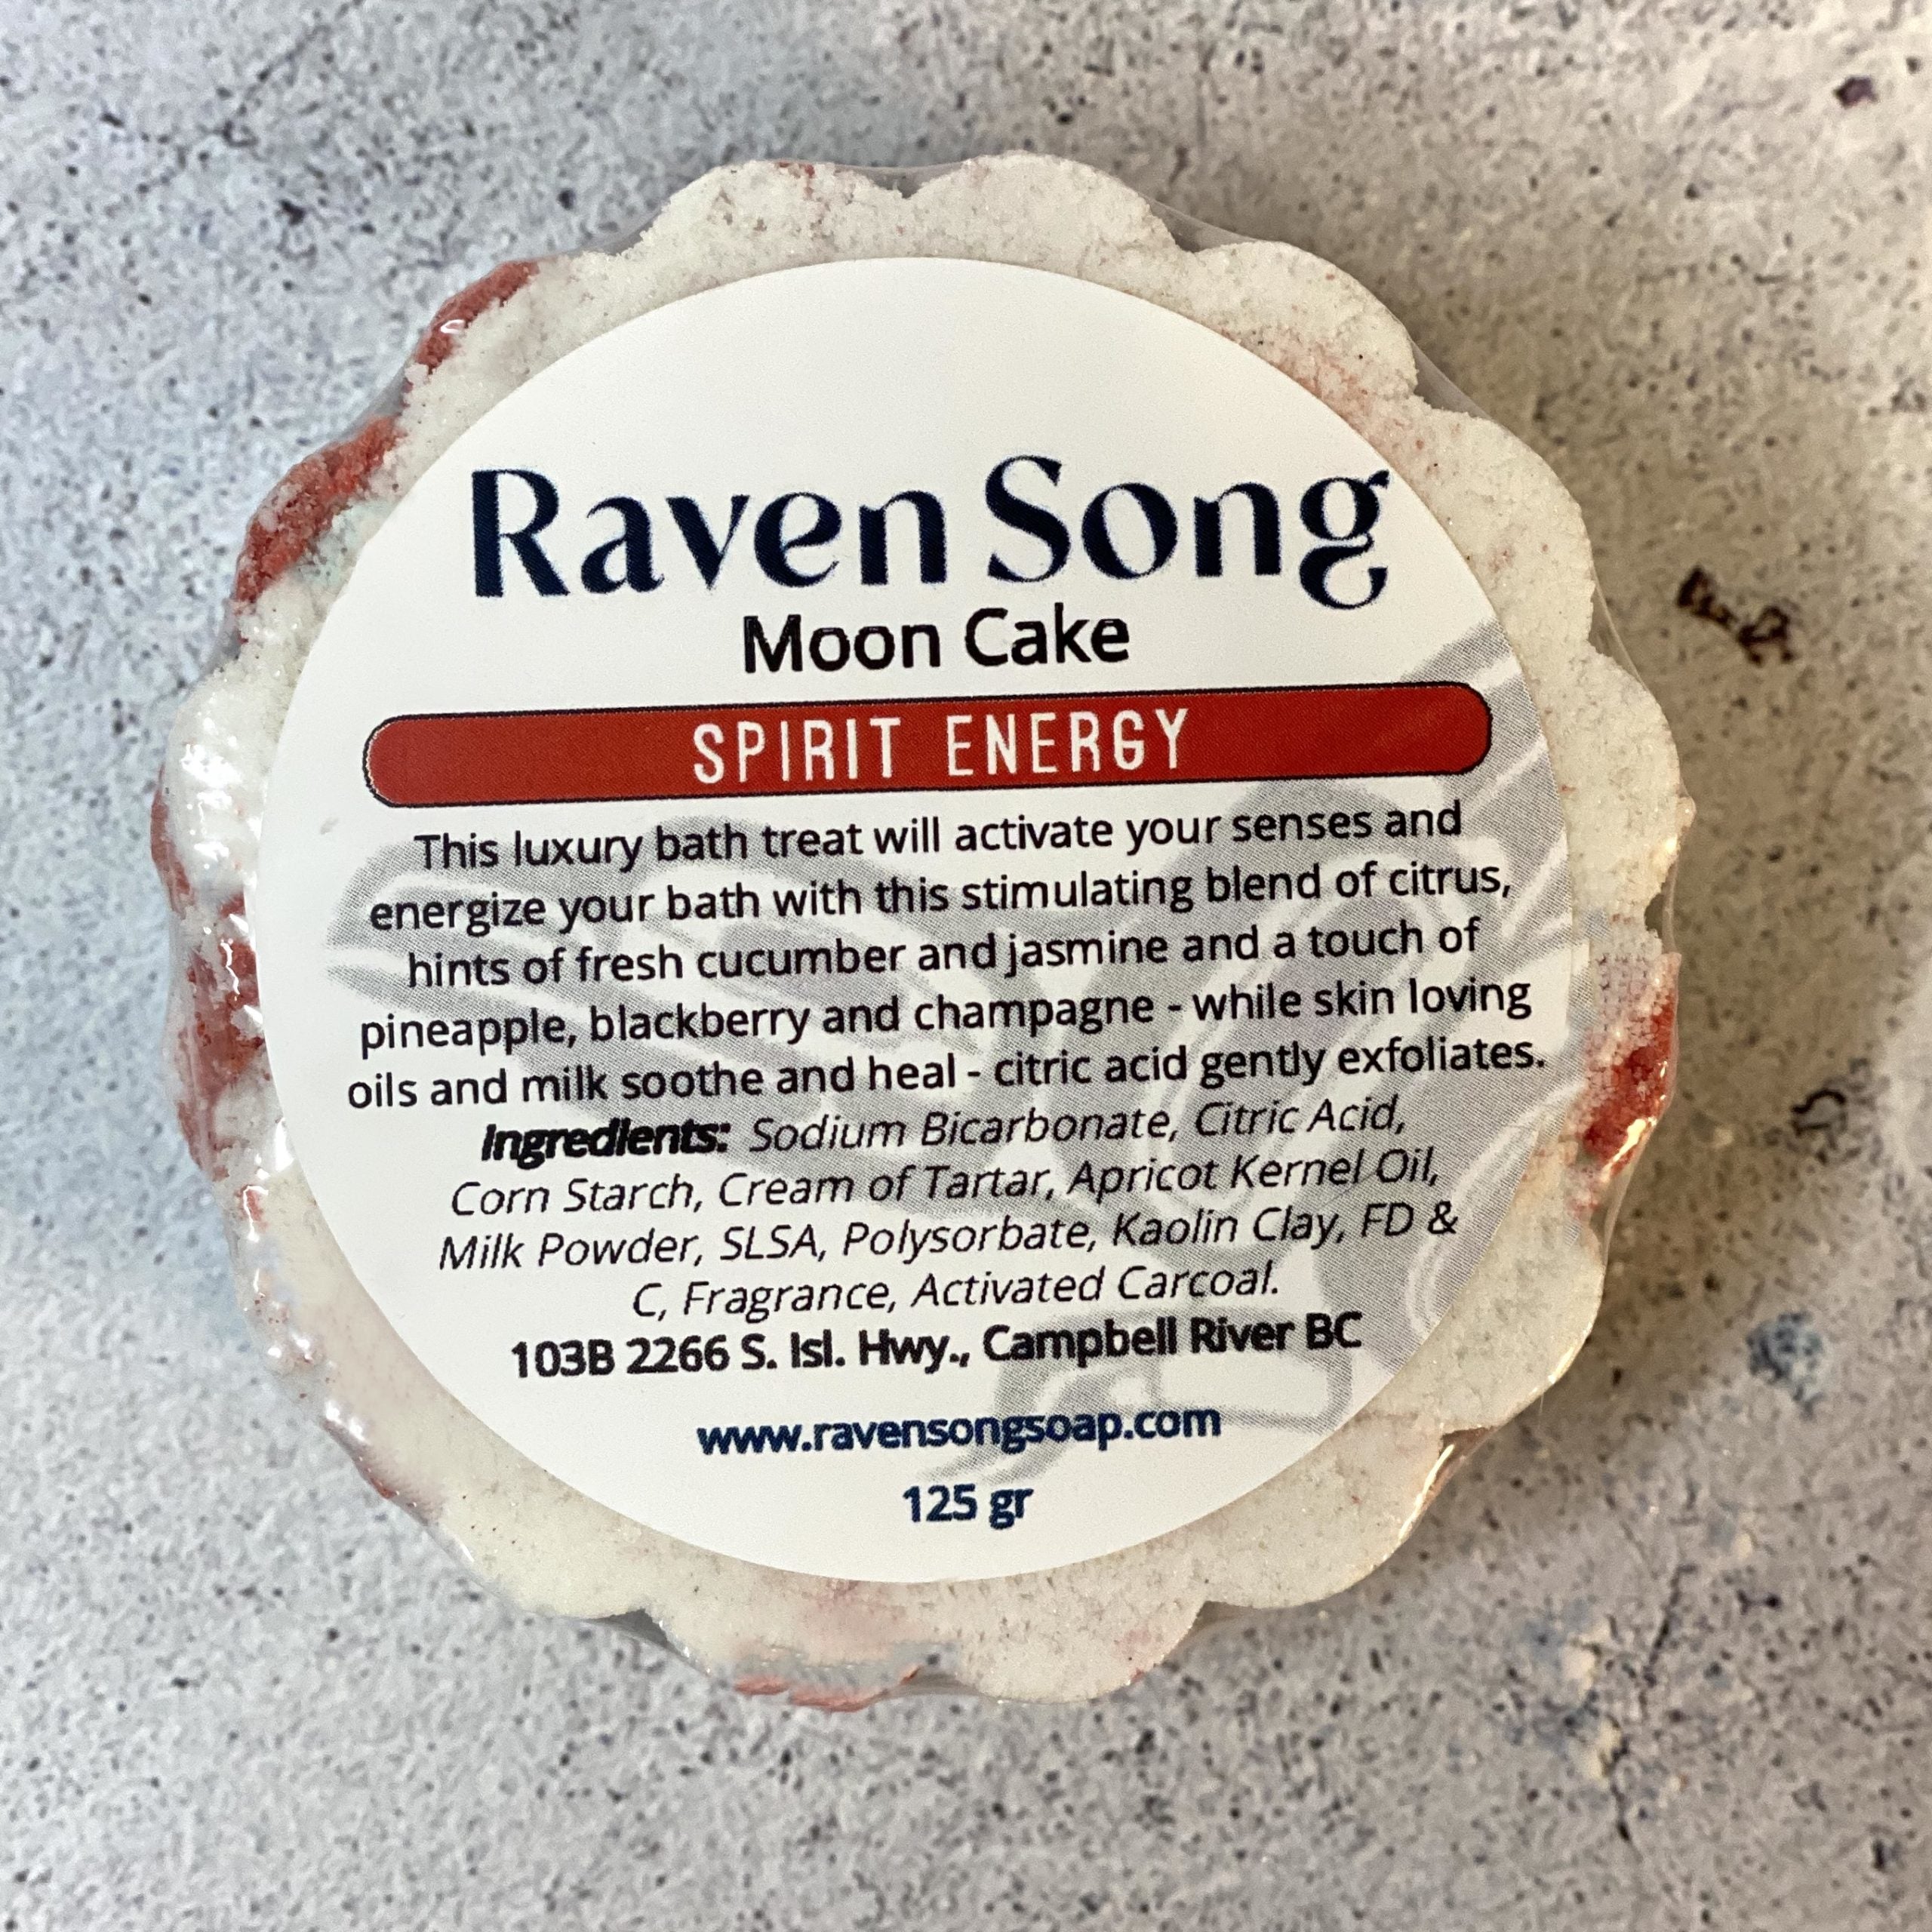 Raven Song
Moon Cake
SPIRIT ENERGY
This luxury bath treat will activate your senses and
energize your bath with this stimulating blend of citrus,
hints of fresh cucumber and jasmine and a touch of
pineapple, blackberry and champagne - while skin loving
oils and milk soothe and heal - citric acid gently exfoliates.
Ingredients: Sodium Bicarbonate, Citric Acid,
Corn Starch, Cream of Tartar, Apricot Kernel Oil,
Milk Powder, SLSA, Polysorbate, Kaolin Clay, FD &
C, Fragrance, Activated Carcoal.
103B 2266 S. Isl. Hwy., Campbell River BC
www.ravensongsoap.com
125 gr